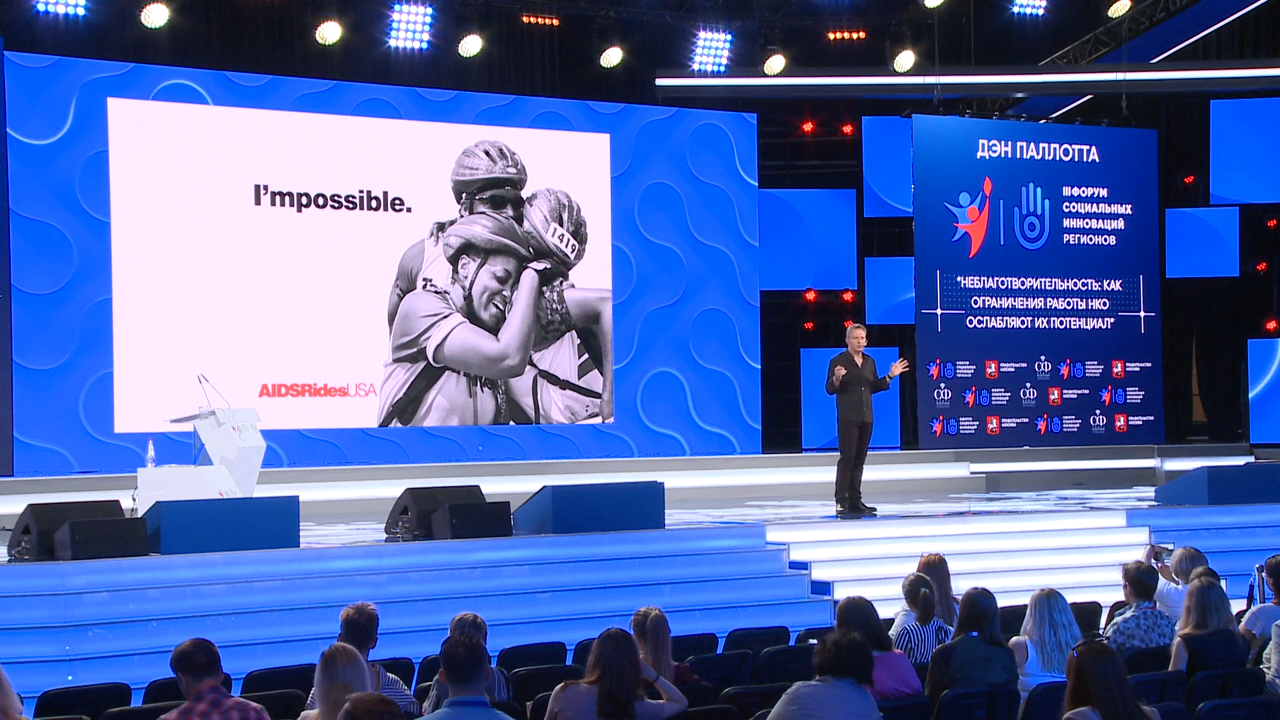 I'mpossible.
1419
AIDSRidesUSA
ДЭН ПАЛЛОТТА
III ФОРУМ
СОЦИАЛЬНЫХ
ИННОВАЦИЙ
РЕГИОНОВ
"НЕБЛАГОТВОРИТЕЛЬНОСТЬ: КАК
ОГРАНИЧЕНИЯ РАБОТЫ НКО
ОСЛАБЛЯЮТ ИХ ПОТЕНЦИАЛ"